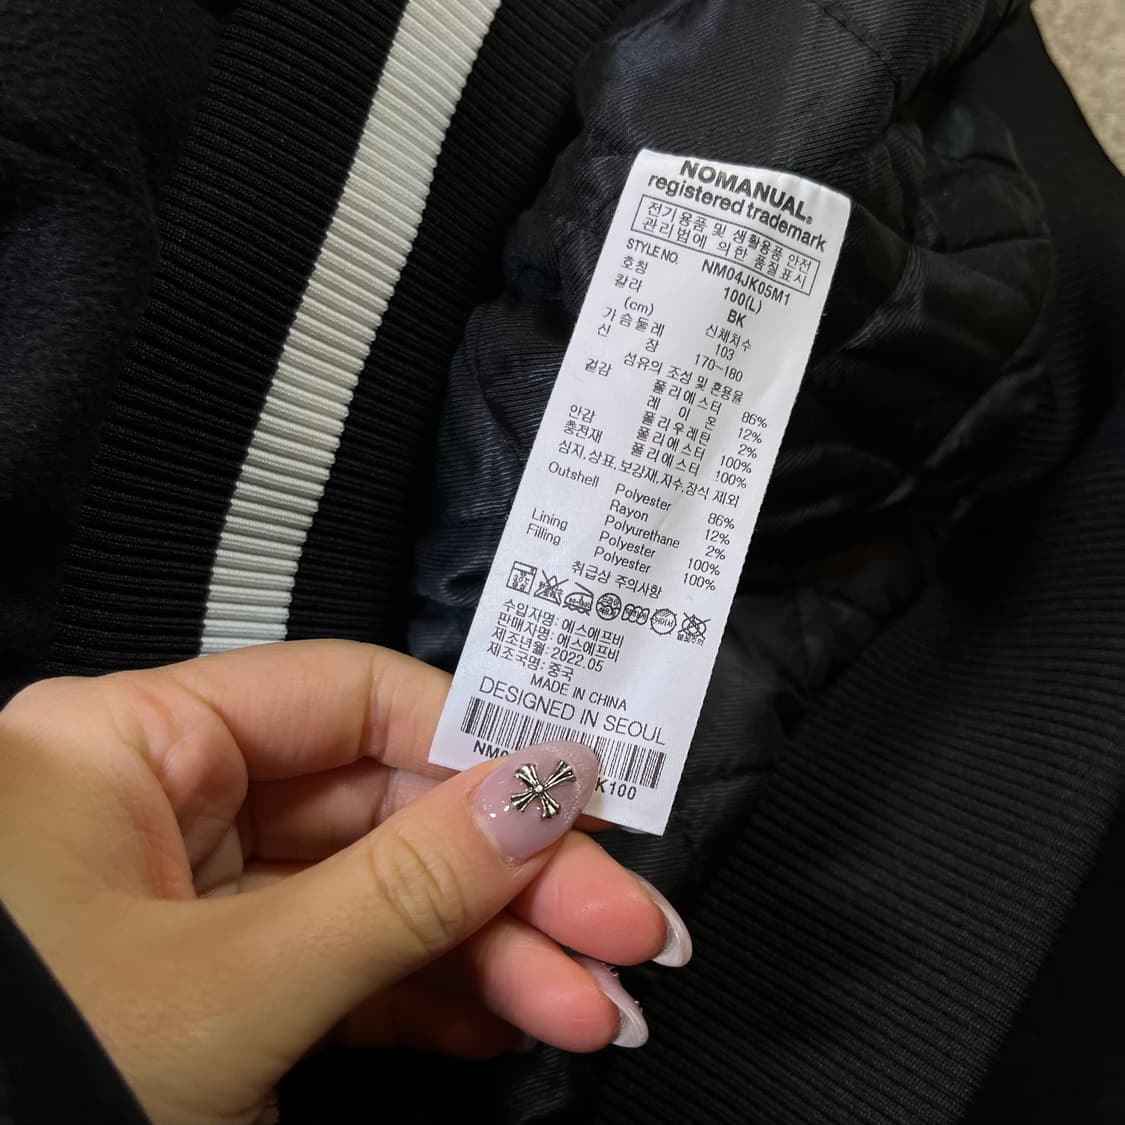 NOMANUAL®
registered trademark
전기용품 및 생활용품 안전
관리법에 의한 품질표시
STYLE NO. NM04JK05M1
호칭 100(L)
칼라 BK
(cm) 신체치수
가슴둘레 103
신 장 170~180
섬유의 조성 및 혼용율
겉감 폴리에스터 86%
레 이 온 12%
폴리우레탄 2%
안감 폴리에스터 100%
충전재 폴리에스터 100%
심지,상표,보강재,자수,장식 제외
Outshell Polyester 86%
Rayon 12%
Polyurethane 2%
Lining Polyester 100%
Filling Polyester 100%
취급상 주의사항
수입자명: 에스에프비
판매자명: 에스에프비
제조년월: 2022.05
제조국명: 중국
MADE IN CHINA
DESIGNED IN SEOUL
K100